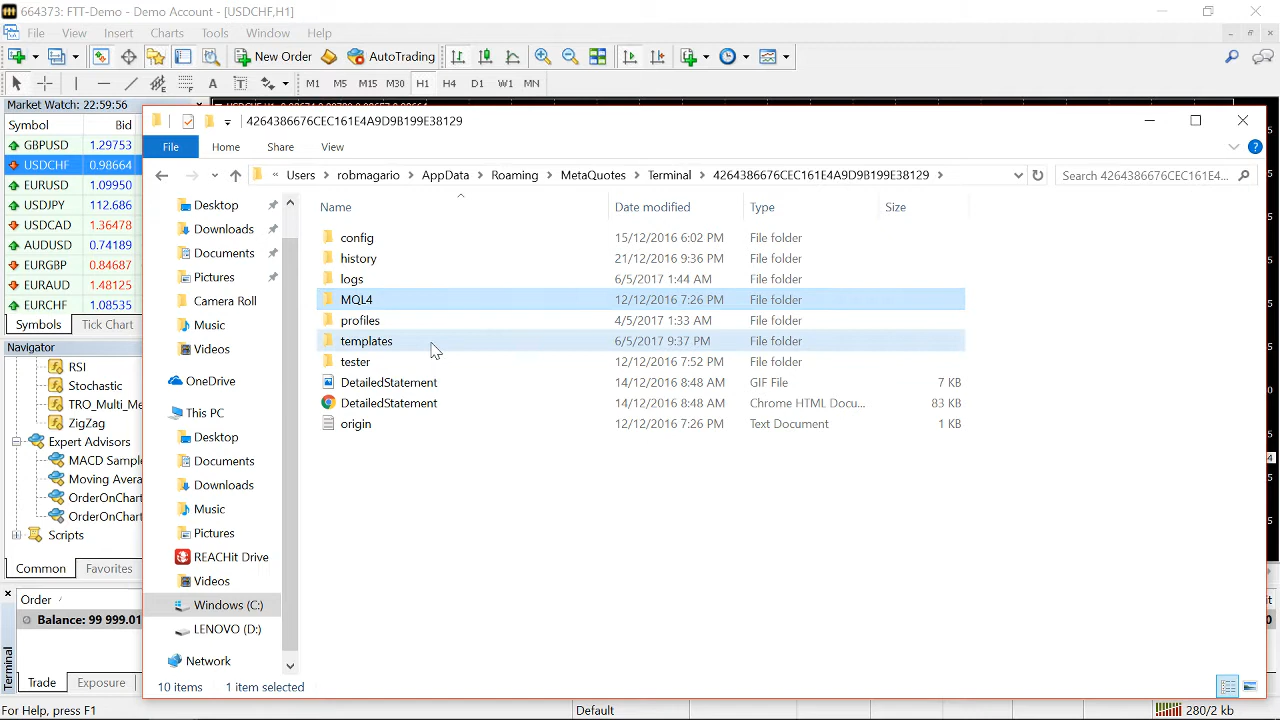 664373: FTT-Demo - Demo Account - [USDCHF,H1]
File View Insert Charts Tools Window Help
New Order AutoTrading
M1 M5 M15 M30 H1 H4 D1 W1 MN
Market Watch: 22:59:56
Symbol Bid
GBPUSD 1.29753
USDCHF 0.98664
EURUSD 1.09950
USDJPY 112.686
USDCAD 1.36478
AUDUSD 0.74189
EURGBP 0.84687
EURAUD 1.48125
EURCHF 1.08535
Symbols Tick Chart
Navigator
RSI
Stochastic
TRO_Multi_Me
ZigZag
Expert Advisors
MACD Sample
Moving Avera
OrderOnChart
OrderOnChart
Scripts
Common Favorites
Order
Balance: 99 999.01
Terminal
Trade Exposure
For Help, press F1
Default
280/2 kb
4264386676CEC161E4A9D9B199E38129
File Home Share View
« Users › robmagario › AppData › Roaming › MetaQuotes › Terminal › 4264386676CEC161E4A9D9B199E38129 ›
Search 4264386676CEC161E4A9...
Desktop
Downloads
Documents
Pictures
Camera Roll
Music
Videos
OneDrive
This PC
Desktop
Documents
Downloads
Music
Pictures
REACHit Drive
Videos
Windows (C:)
LENOVO (D:)
Network
Name Date modified Type Size
config 15/12/2016 6:02 PM File folder
history 21/12/2016 9:36 PM File folder
logs 6/5/2017 1:44 AM File folder
MQL4 12/12/2016 7:26 PM File folder
profiles 4/5/2017 1:33 AM File folder
templates 6/5/2017 9:37 PM File folder
tester 12/12/2016 7:52 PM File folder
DetailedStatement 14/12/2016 8:48 AM GIF File 7 KB
DetailedStatement 14/12/2016 8:48 AM Chrome HTML Docu... 83 KB
origin 12/12/2016 7:26 PM Text Document 1 KB
10 items 1 item selected